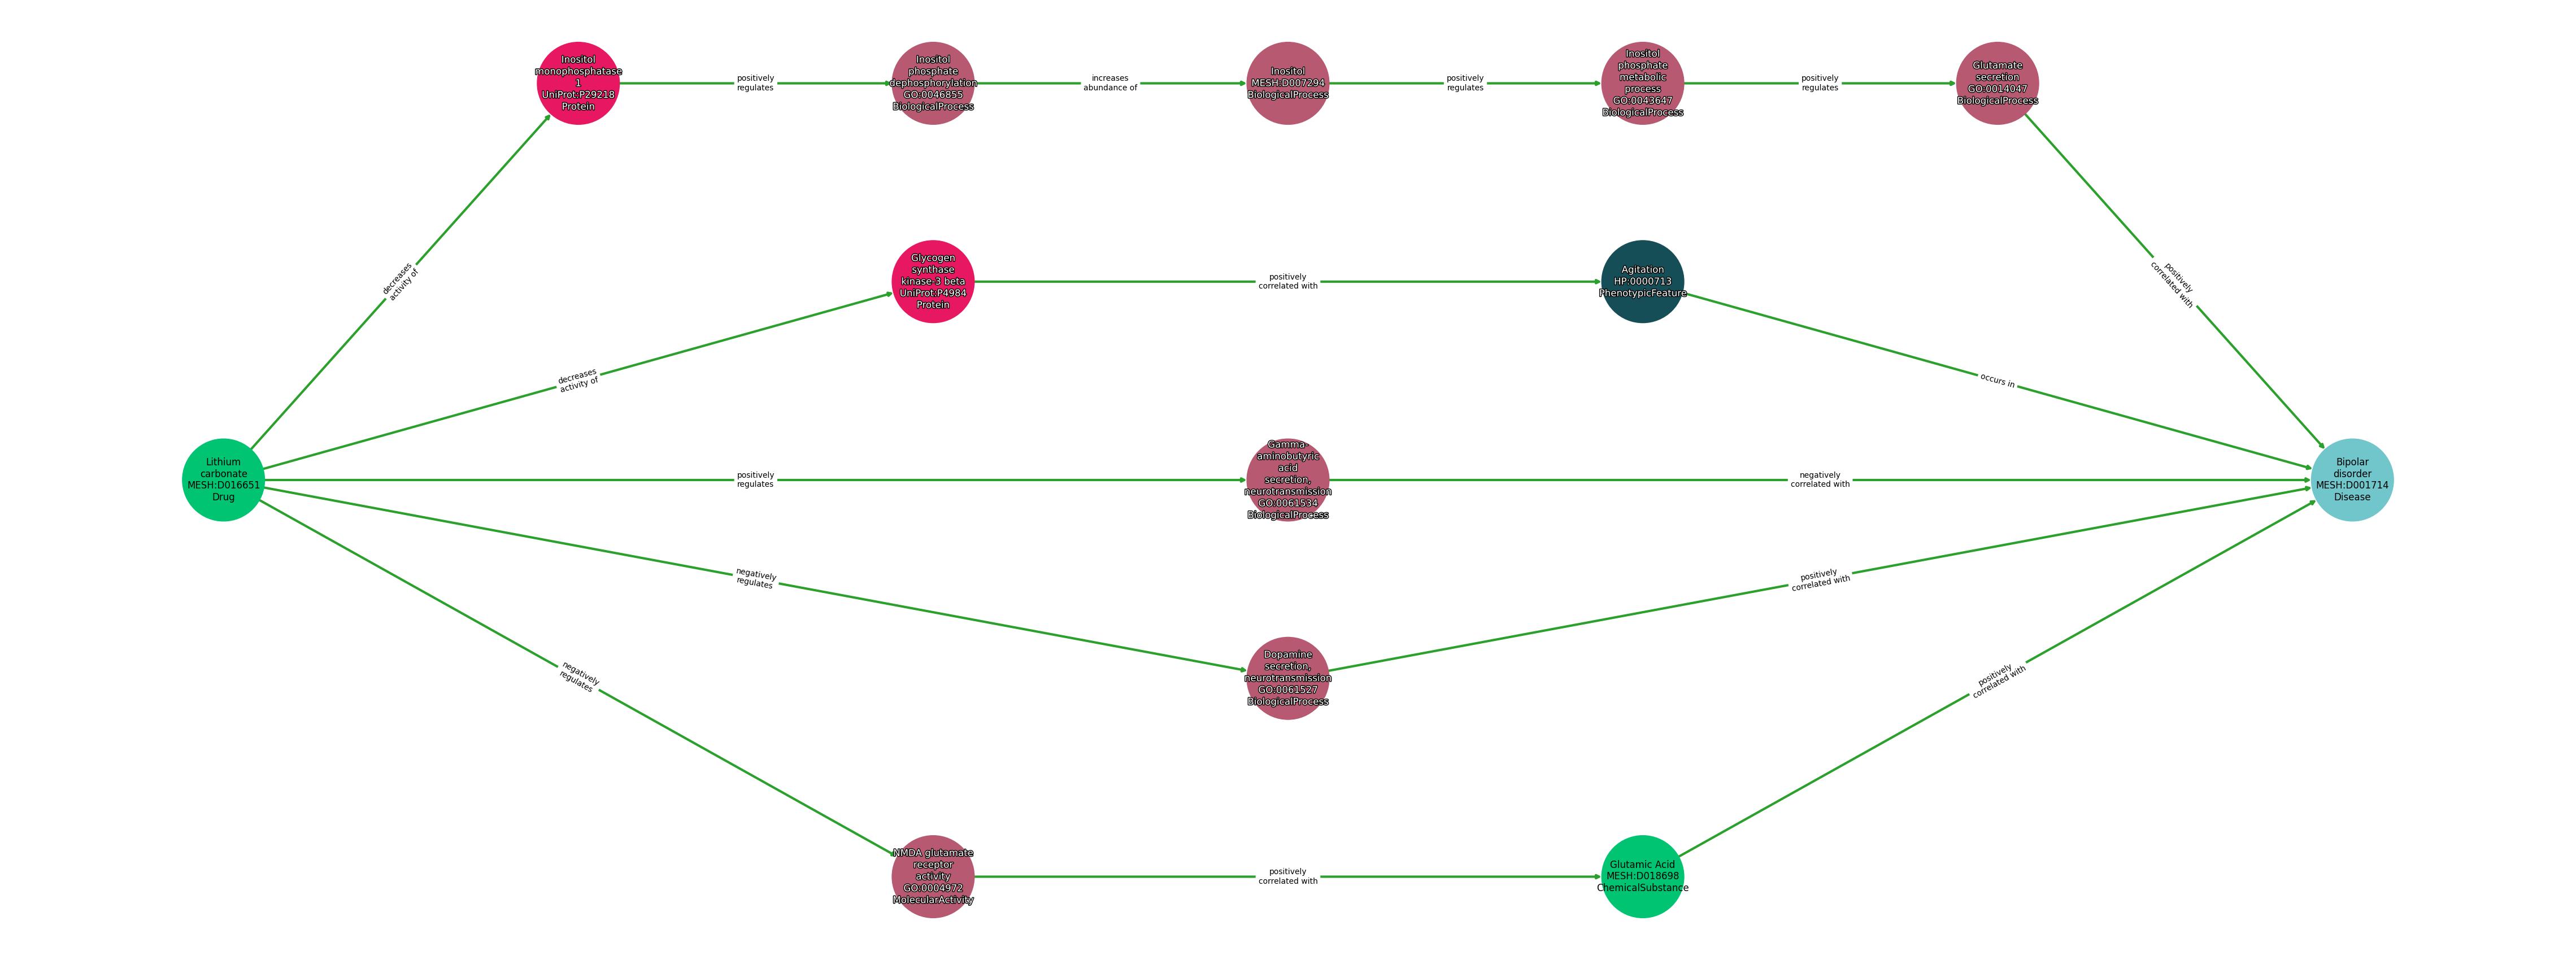 Inositol
monophosphatase
1
UniProt:P29218
Protein
positively
regulates
Inositol
phosphate
dephosphorylation
GO:0046855
BiologicalProcess
increases
abundance of
Inositol
MESH:D007294
BiologicalProcess
positively
regulates
Inositol
phosphate
metabolic
process
GO:0043647
BiologicalProcess
positively
regulates
Glutamate
secretion
GO:0014047
BiologicalProcess
decreases
activity of
positively
correlated with
Glycogen
synthase
kinase-3 beta
UniProt:P4984
Protein
positively
correlated with
Agitation
HP:0000713
PhenotypicFeature
decreases
activity of
occurs in
Lithium
carbonate
MESH:D016651
Drug
positively
regulates
Gamma-
aminobutyric
acid
secretion,
neurotransmission
GO:0061534
BiologicalProcess
negatively
correlated with
Bipolar
disorder
MESH:D001714
Disease
negatively
regulates
positively
correlated with
Dopamine
secretion,
neurotransmission
GO:0061527
BiologicalProcess
negatively
regulates
positively
correlated with
NMDA glutamate
receptor
activity
GO:0004972
MolecularActivity
positively
correlated with
Glutamic Acid
MESH:D018698
ChemicalSubstance